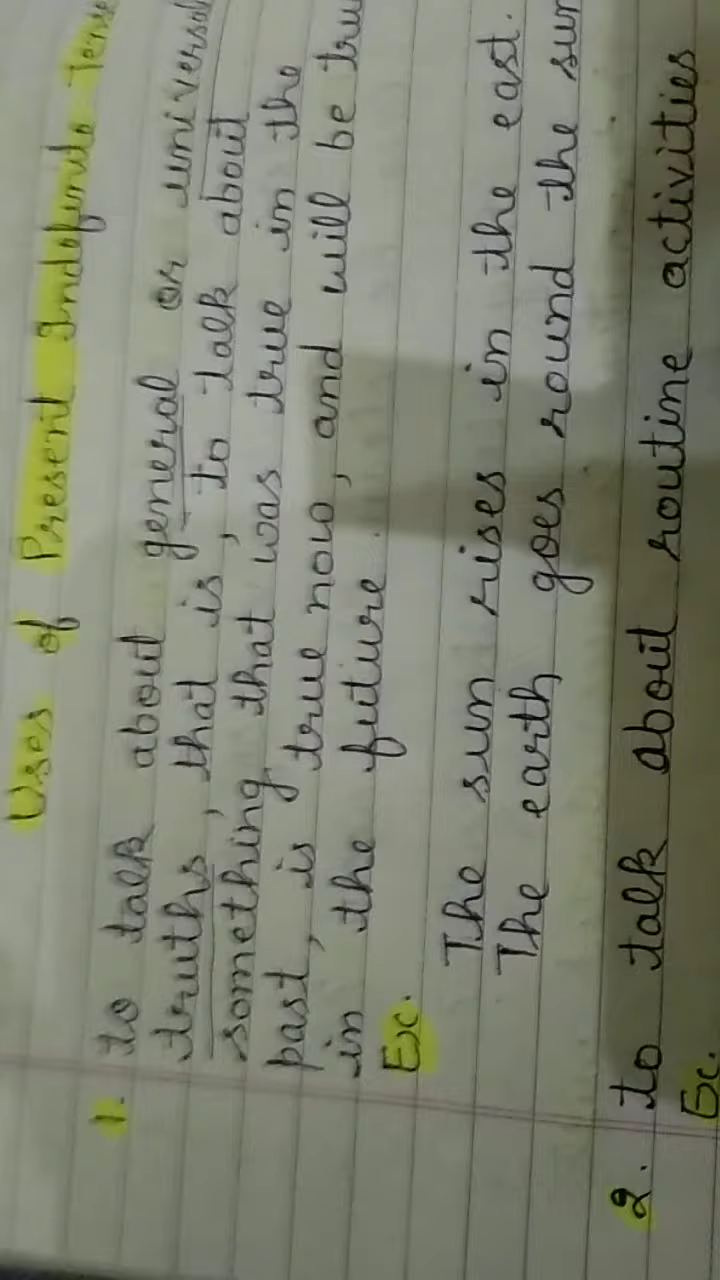 Uses of Present Indefinite Tense
1. to talk about general or universal
truths, that is, to talk about
something that was true in the
past, is true now, and will be tru
in the future.
Ex.
The sun rises in the east.
The earth goes round the sun
2. to talk about routine activities
Ex.